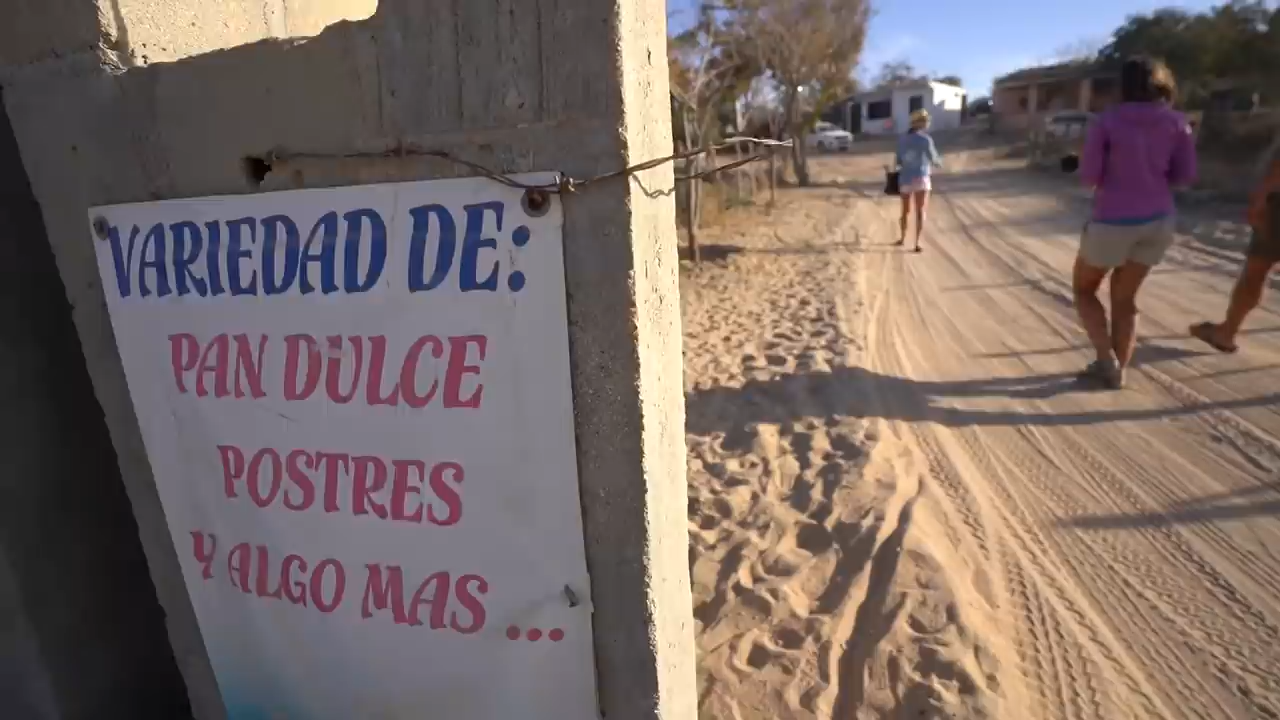 VARIEDAD DE:
PAN DULCE
POSTRES
Y ALGO MAS ...